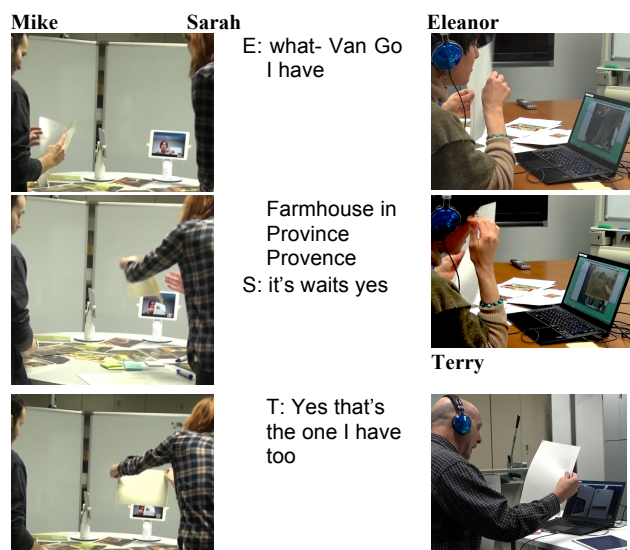 Mike Sarah Eleanor
E: what- Van Go
I have
Farmhouse in
Province
Provence
S: it's waits yes
Terry
T: Yes that's
the one I have
too